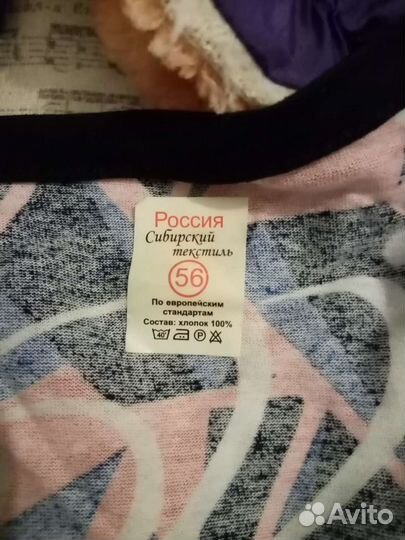 Россия
Сибирский
текстиль
56
По европейским
стандартам
Состав: хлопок 100%
40° P
Avito